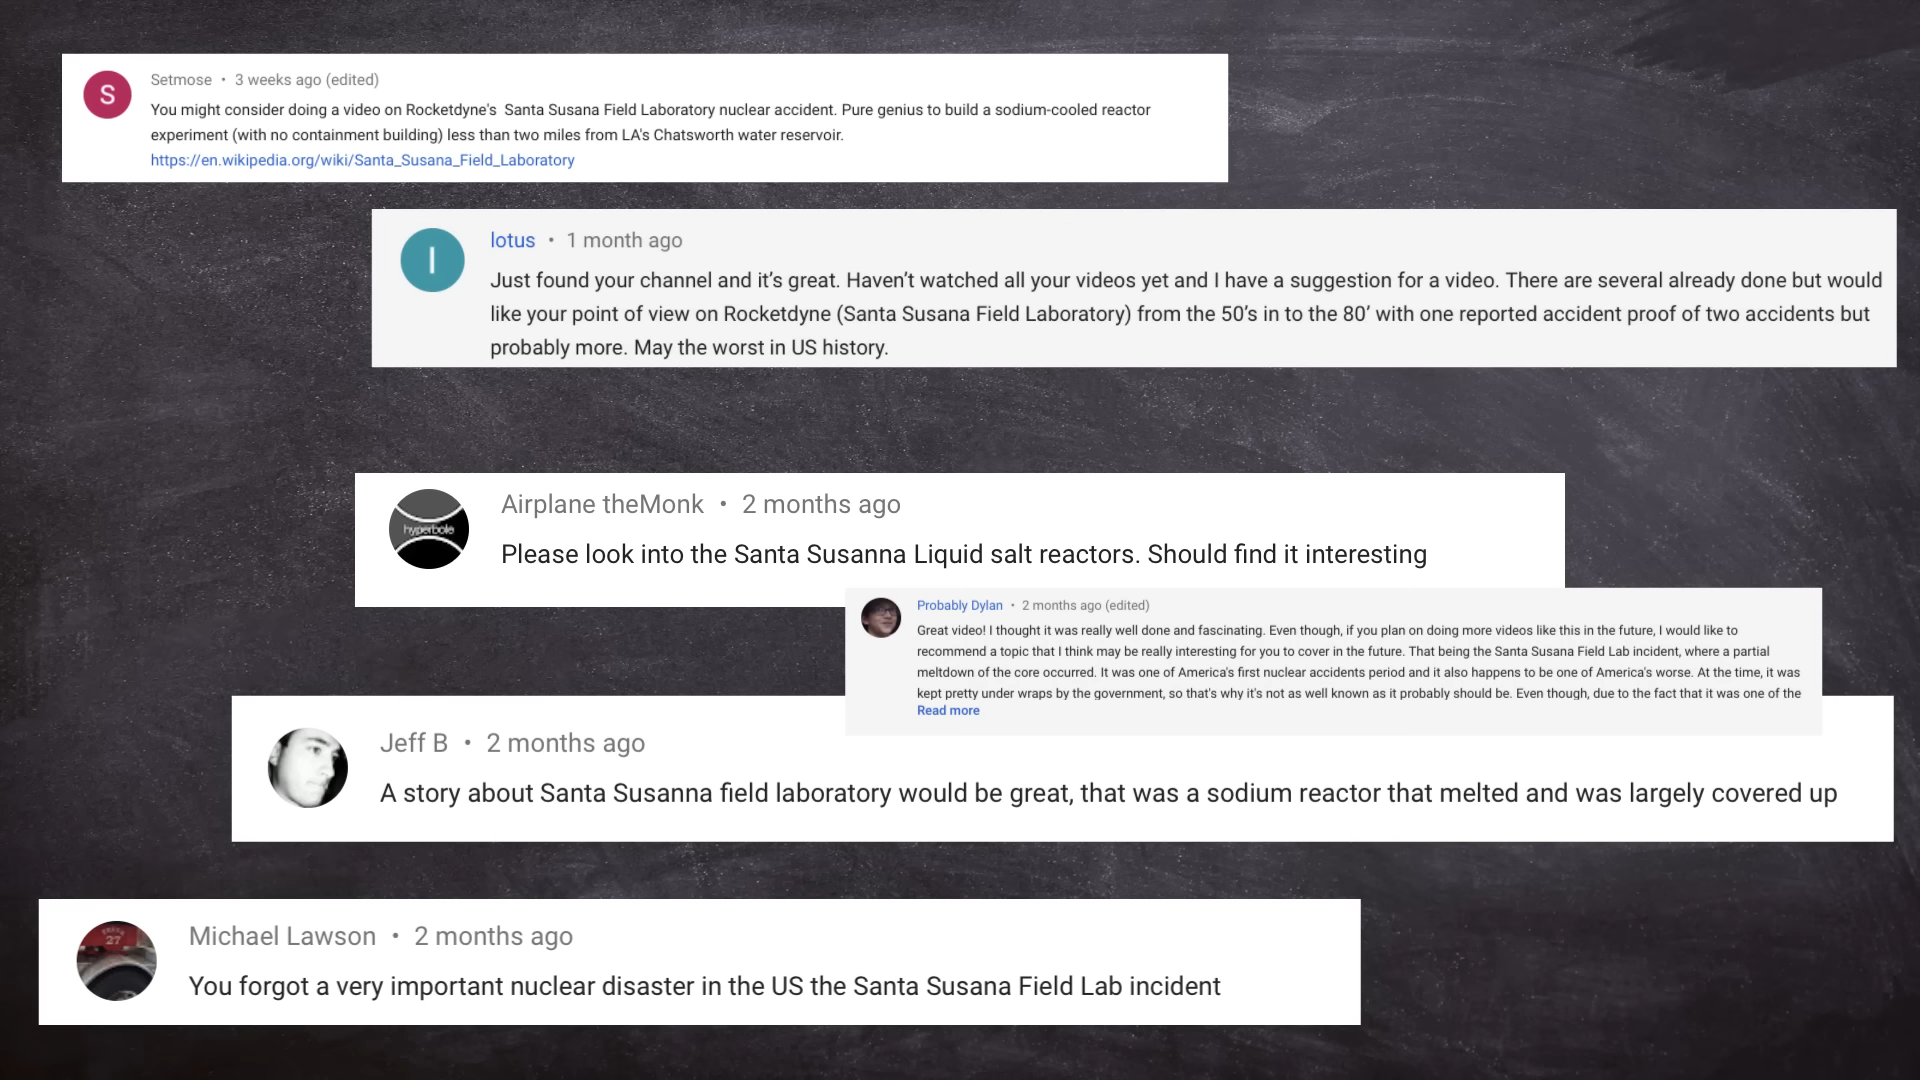 S
Setmose • 3 weeks ago (edited)
You might consider doing a video on Rocketdyne's Santa Susana Field Laboratory nuclear accident. Pure genius to build a sodium-cooled reactor
experiment (with no containment building) less than two miles from LA's Chatsworth water reservoir.
https://en.wikipedia.org/wiki/Santa_Susana_Field_Laboratory
l
lotus • 1 month ago
Just found your channel and it’s great. Haven’t watched all your videos yet and I have a suggestion for a video. There are several already done but would
like your point of view on Rocketdyne (Santa Susana Field Laboratory) from the 50’s in to the 80’ with one reported accident proof of two accidents but
probably more. May the worst in US history.
hyperbole
Airplane theMonk • 2 months ago
Please look into the Santa Susanna Liquid salt reactors. Should find it interesting
Probably Dylan • 2 months ago (edited)
Great video! I thought it was really well done and fascinating. Even though, if you plan on doing more videos like this in the future, I would like to
recommend a topic that I think may be really interesting for you to cover in the future. That being the Santa Susana Field Lab incident, where a partial
meltdown of the core occurred. It was one of America's first nuclear accidents period and it also happens to be one of America's worse. At the time, it was
kept pretty under wraps by the government, so that's why it's not as well known as it probably should be. Even though, due to the fact that it was one of the
Read more
Jeff B • 2 months ago
A story about Santa Susanna field laboratory would be great, that was a sodium reactor that melted and was largely covered up
27
Michael Lawson • 2 months ago
You forgot a very important nuclear disaster in the US the Santa Susana Field Lab incident